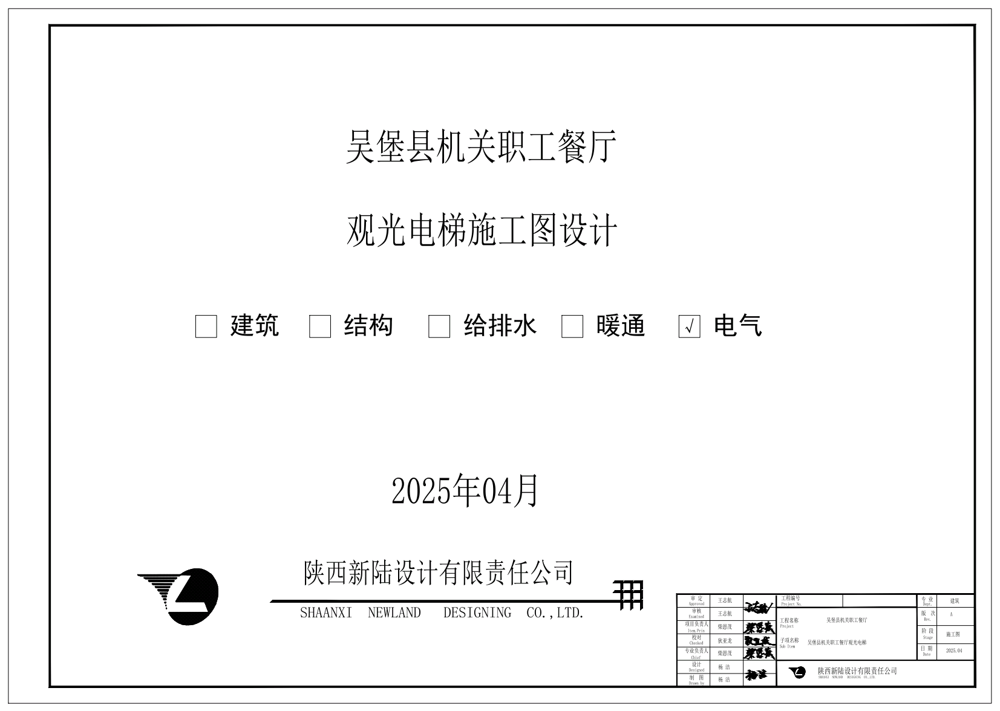 吴堡县机关职工餐厅
观光电梯施工图设计
建筑 结构 给排水 暖通 √ 电气
2025年04月
陕西新陆设计有限责任公司
SHAANXI NEWLAND DESIGNING CO.,LTD.
审 定 王志航
Approved
审核 王志航
Examined
项目负责人 柴恩茂
Item.Prin
校对 狄亚龙
Checked
专业负责人 柴恩茂
Chief
设计 杨 洁
Designed
制 图 杨 洁
Drawn by
工程编号
Project No.
工程名称 吴堡县机关职工餐厅
Project
子项名称 吴堡县机关职工餐厅观光电梯
Sub Item
专 业 建筑
Dept.
版 次 A
Rev.
阶 段 施工图
Stage
日 期 2025.04
Date
陕西新陆设计有限责任公司
SHAANXI NEWLAND DESIGNING CO.,LTD.